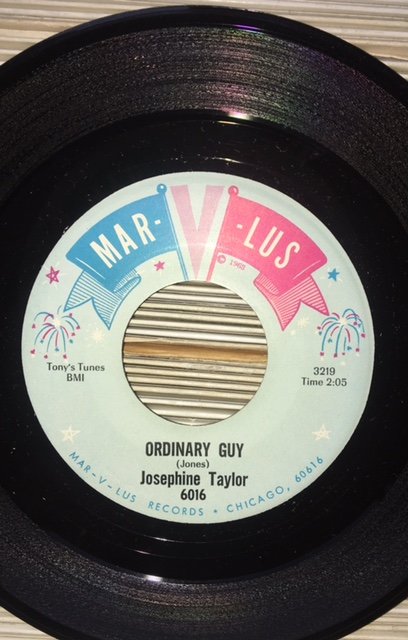 MAR-V-LUS
© 1968
Tony's Tunes
BMI
3219
Time 2:05
ORDINARY GUY
(Jones)
Josephine Taylor
6016
MAR-V-LUS RECORDS • CHICAGO, 60616